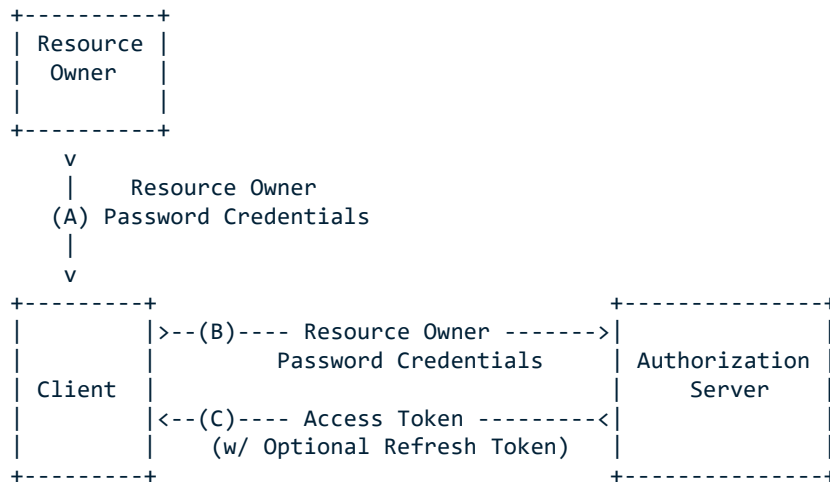 +----------+
| Resource |
|  Owner   |
|          |
+----------+
v
|    Resource Owner
(A) Password Credentials
|
v
+---------+                                  +---------------+
|         |>--(B)---- Resource Owner ------->|               |
|         |         Password Credentials     | Authorization |
| Client  |                                  |     Server    |
|         |<--(C)---- Access Token ---------<|               |
|         |    (w/ Optional Refresh Token)   |               |
+---------+                                  +---------------+